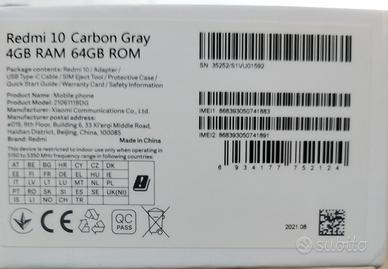 Redmi 10 Carbon Gray
4GB RAM 64GB ROM
Package contents: Redmi 10 / Adapter /
USB Type-C Cable / SIM Eject Tool / Protective Case /
Quick Start Guide / Warranty Card / Safety Information
Product name: Mobile phone
Model: 21061119DG
Manufacturer: Xiaomi Communications Co., Ltd.
Manufacturer postal address:
#019, 9th Floor, Building 6, 33 Xi'erqi Middle Road,
Haidian District, Beijing, China, 100085
Brand: Redmi
Made in China
This device is restricted to indoor use only when operating in the
5150 to 5350 MHz frequency range in following countries:
AT BE BG HR CY CZ DK
EE FI FR DE EL HU IE
IT LV LT LU MT NL PL
PT RO SK SI ES SE UK(NI)
IS LI NO CH TR
QC
PASS
SN: 35252/S1VU01592
IMEI1 868393050741883
IMEI2 868393050741891
6 934177 752124
2021.08
subito